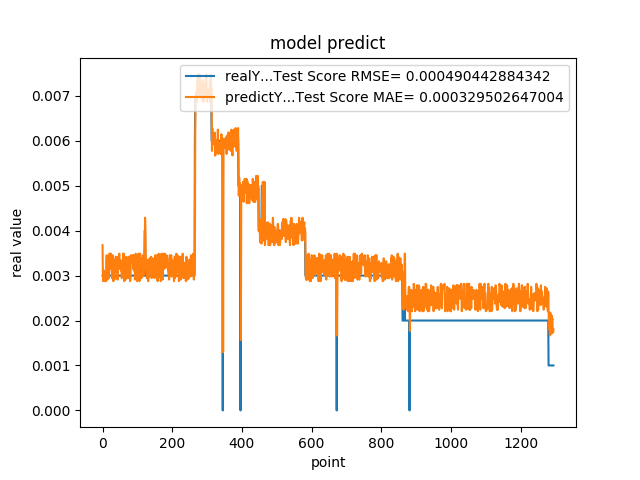 model predict
realY...Test Score RMSE= 0.000490442884342
predictY...Test Score MAE= 0.000329502647004
0.007
0.006
0.005
0.004
0.003
0.002
0.001
0.000
real value
0 200 400 600 800 1000 1200
point